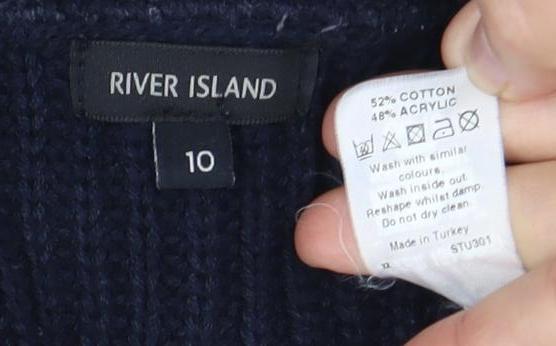 RIVER ISLAND
10
52% COTTON
48% ACRYLIC
Wash with similar
colours.
Wash inside out.
Reshape whilst damp.
Do not dry clean.
Made in Turkey
STU301